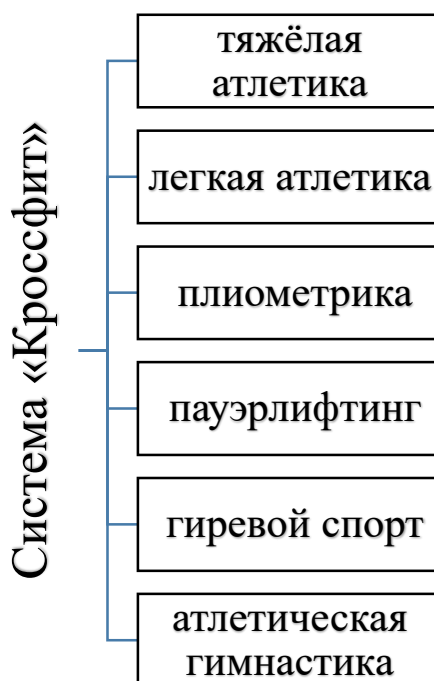 Система «Кроссфит»
тяжёлая
атлетика
легкая атлетика
плиометрика
пауэрлифтинг
гиревой спорт
атлетическая
гимнастика